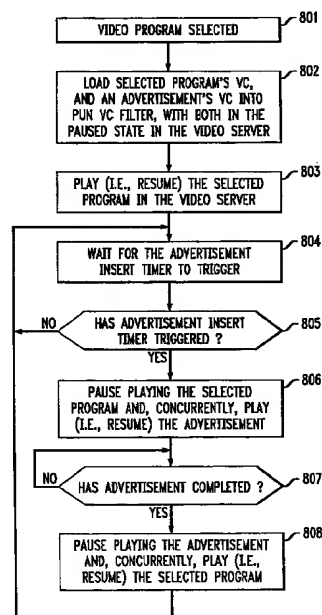 801
VIDEO PROGRAM SELECTED
802
LOAD SELECTED PROGRAM'S VC,
AND AN ADVERTISEMENT'S VC INTO
PUN VC FILTER, WITH BOTH IN THE
PAUSED STATE IN THE VIDEO SERVER
803
PLAY (I.E., RESUME) THE SELECTED
PROGRAM IN THE VIDEO SERVER
804
WAIT FOR THE ADVERTISEMENT
INSERT TIMER TO TRIGGER
805
NO
HAS ADVERTISEMENT INSERT
TIMER TRIGGERED ?
YES
806
PAUSE PLAYING THE SELECTED
PROGRAM AND, CONCURRENTLY, PLAY
(I.E., RESUME) THE ADVERTISEMENT
NO
HAS ADVERTISEMENT COMPLETED ?
807
YES
808
PAUSE PLAYING THE ADVERTISEMENT
AND, CONCURRENTLY, PLAY (I.E.,
RESUME) THE SELECTED PROGRAM